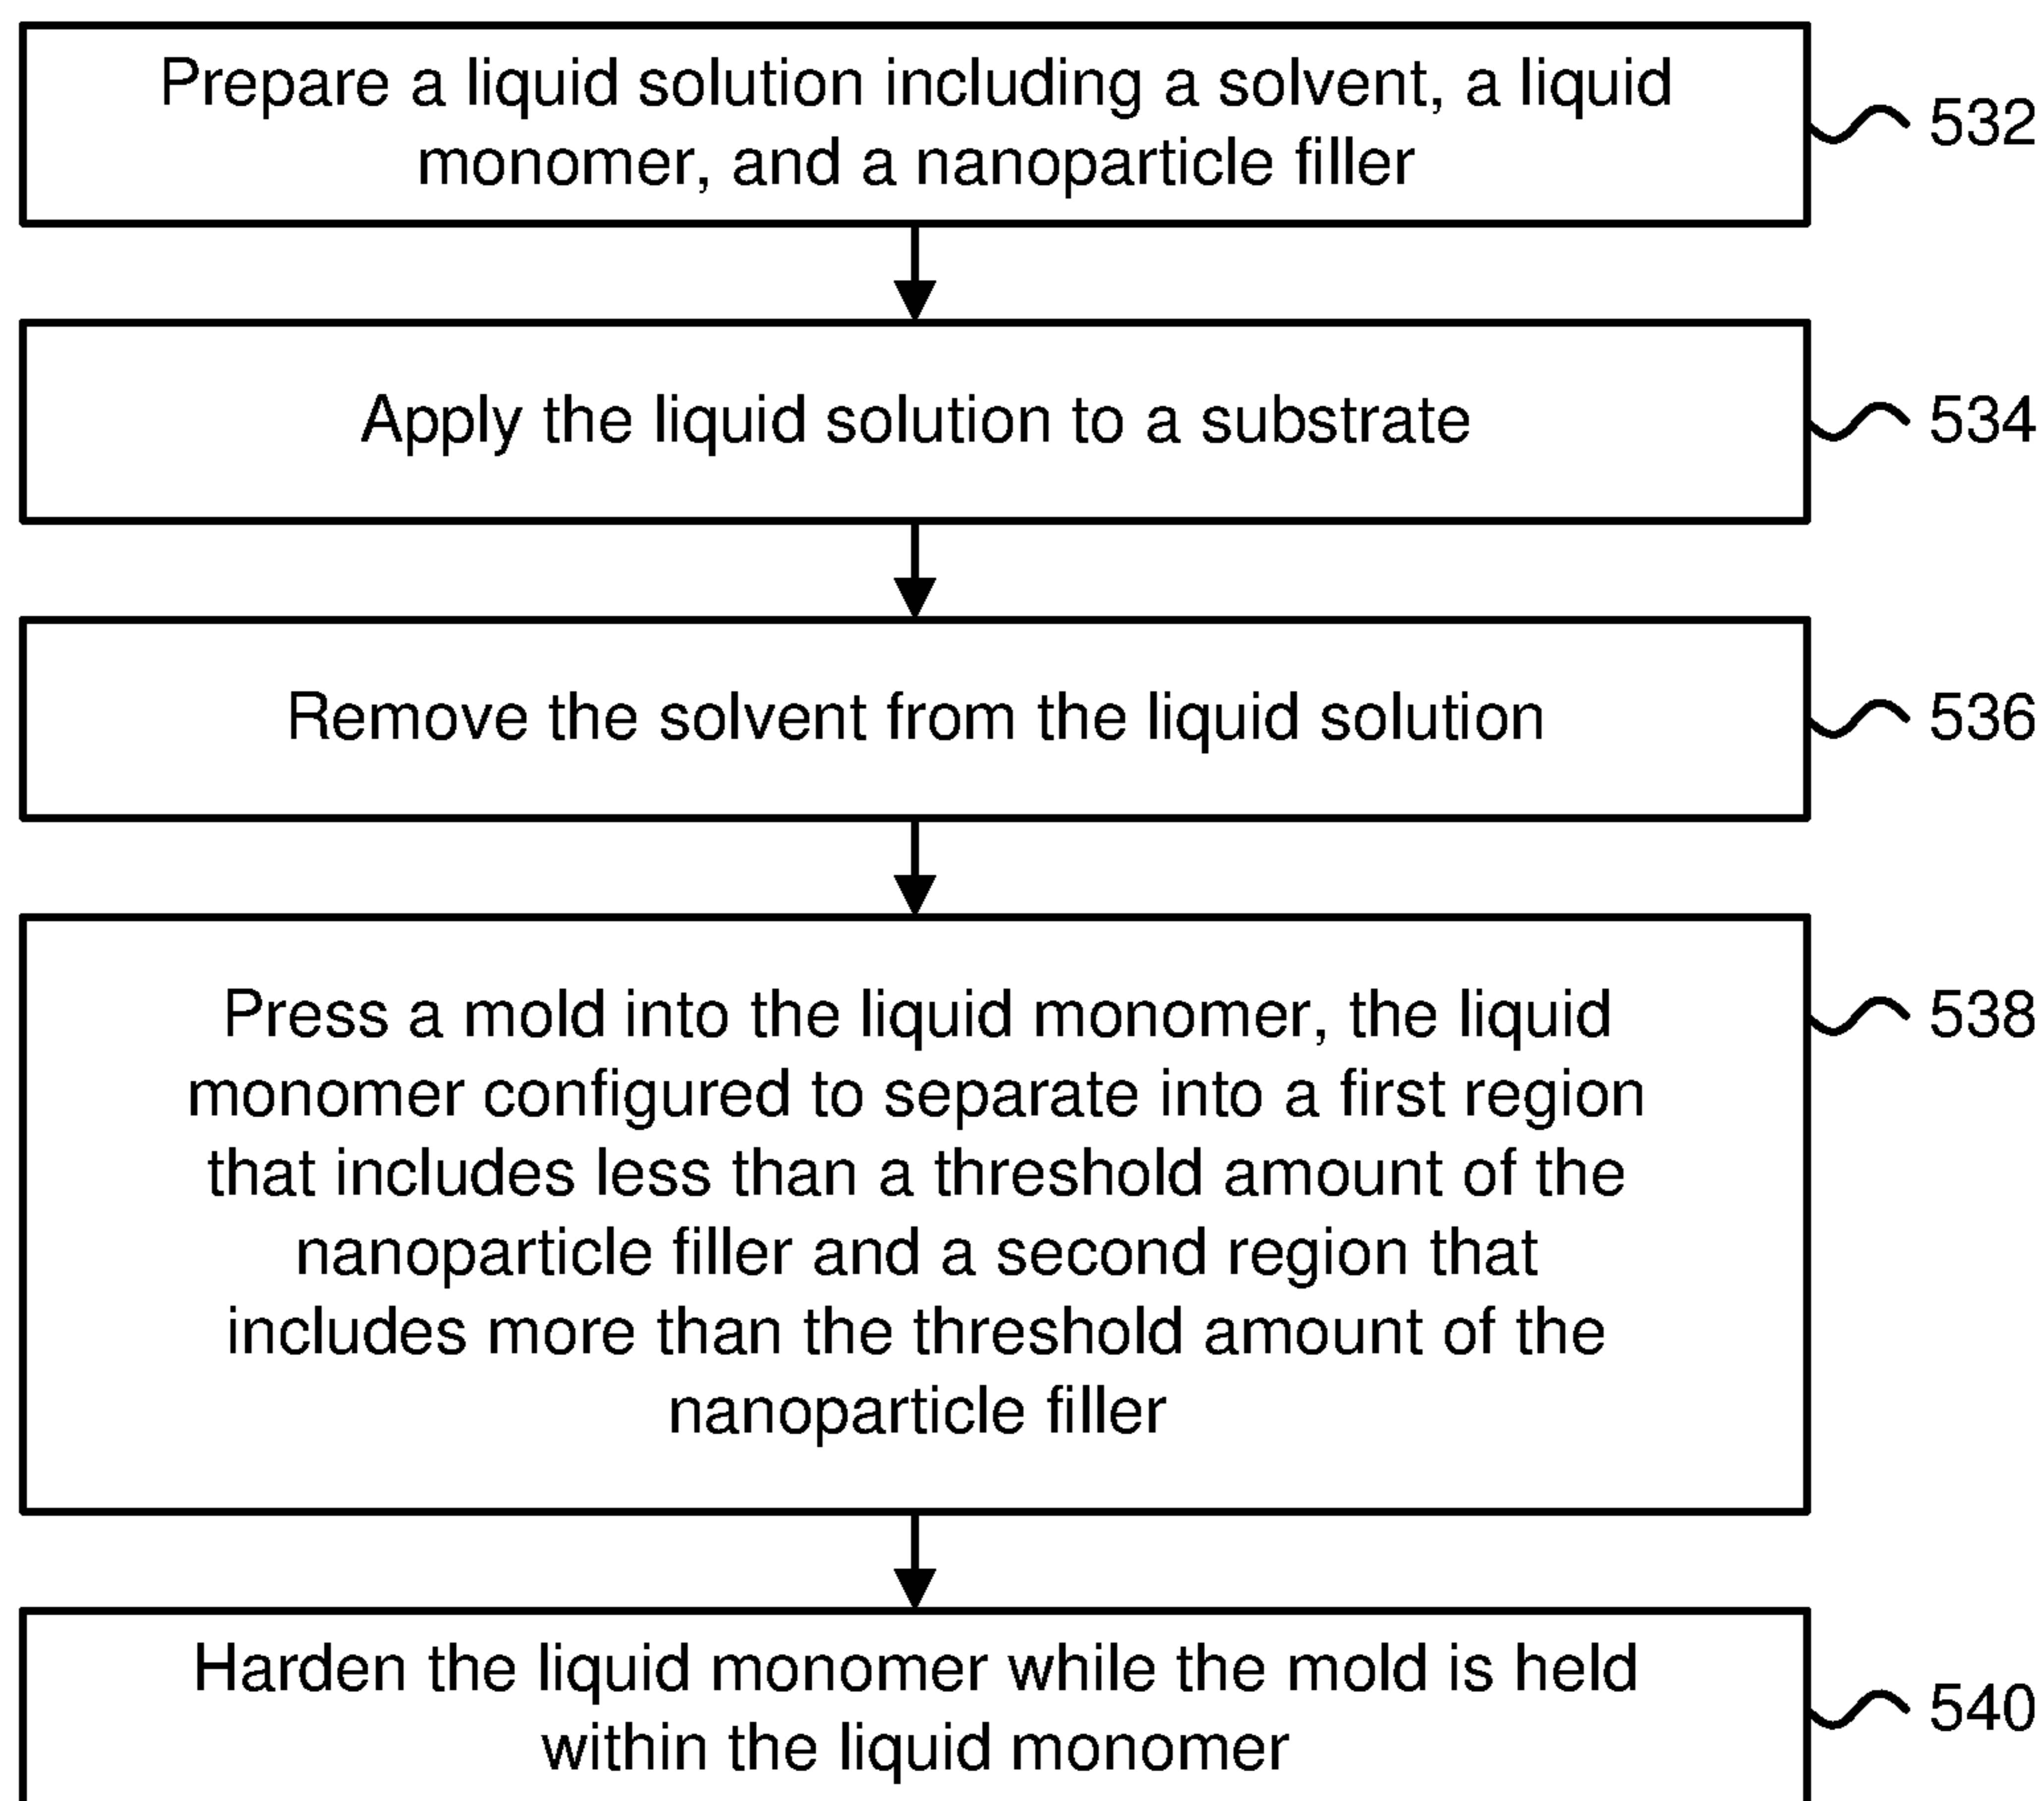 Prepare a liquid solution including a solvent, a liquid
monomer, and a nanoparticle filler
532
Apply the liquid solution to a substrate
534
Remove the solvent from the liquid solution
536
Press a mold into the liquid monomer, the liquid
monomer configured to separate into a first region
that includes less than a threshold amount of the
nanoparticle filler and a second region that
includes more than the threshold amount of the
nanoparticle filler
538
Harden the liquid monomer while the mold is held
within the liquid monomer
540